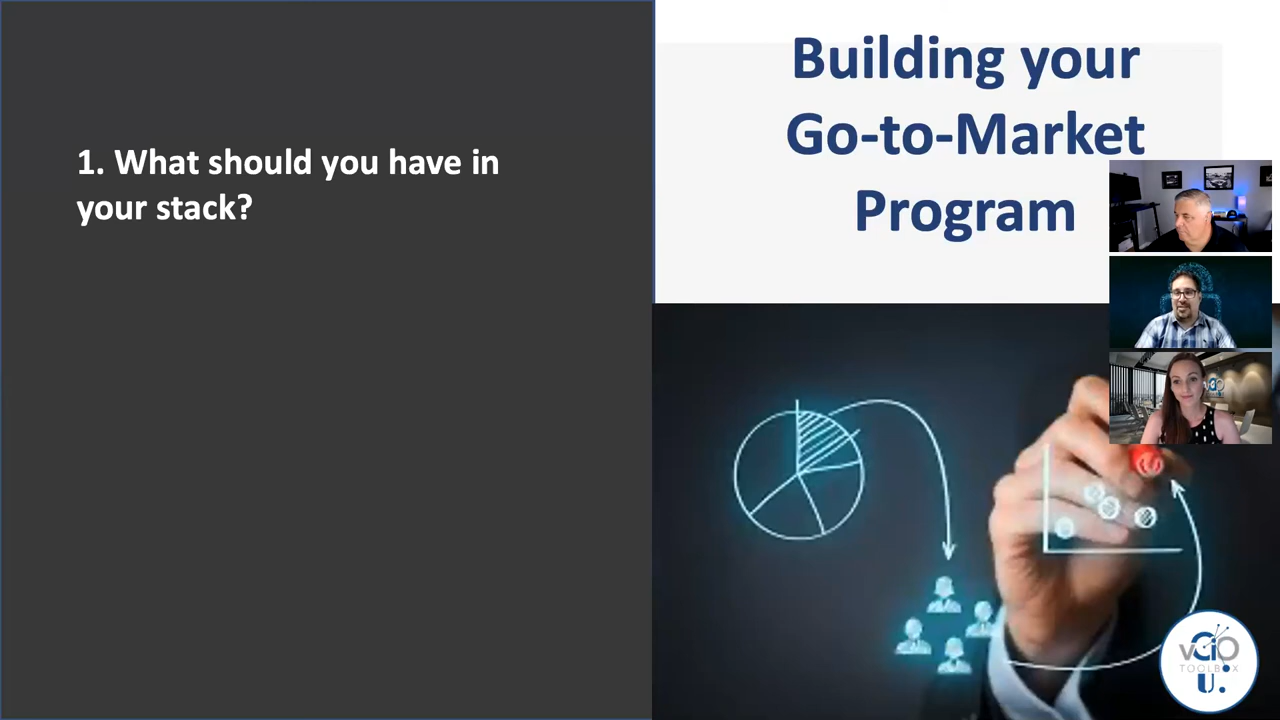 1. What should you have in
your stack?
Building your
Go-to-Market
Program
vCIO
TOOLBOX
U.